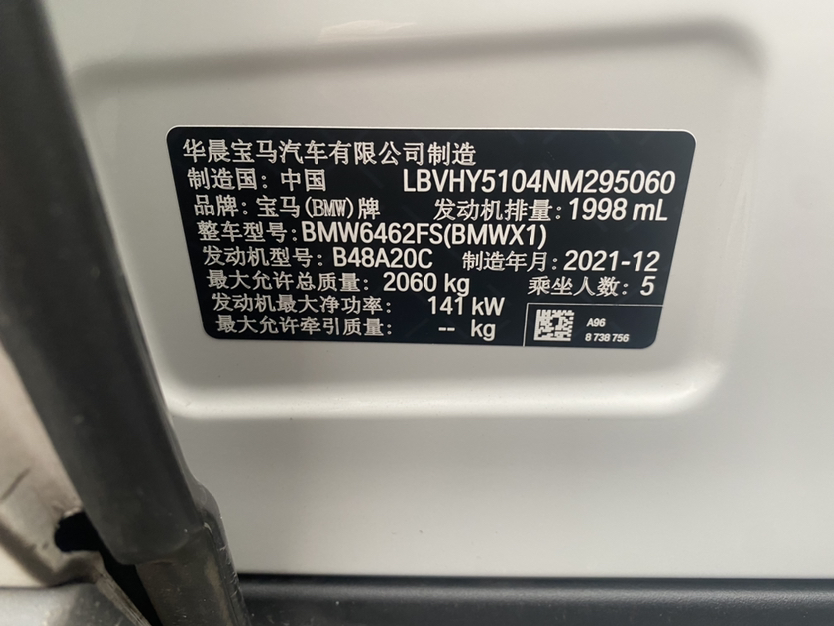 华晨宝马汽车有限公司制造
制造国: 中国 LBVHY5104NM295060
品牌: 宝马(BMW)牌 发动机排量: 1998 mL
整车型号: BMW6462FS(BMWX1)
发动机型号: B48A20C 制造年月: 2021-12
最大允许总质量: 2060 kg 乘坐人数: 5
发动机最大净功率: 141 kW
最大允许牵引质量: -- kg
A96
8 738 756